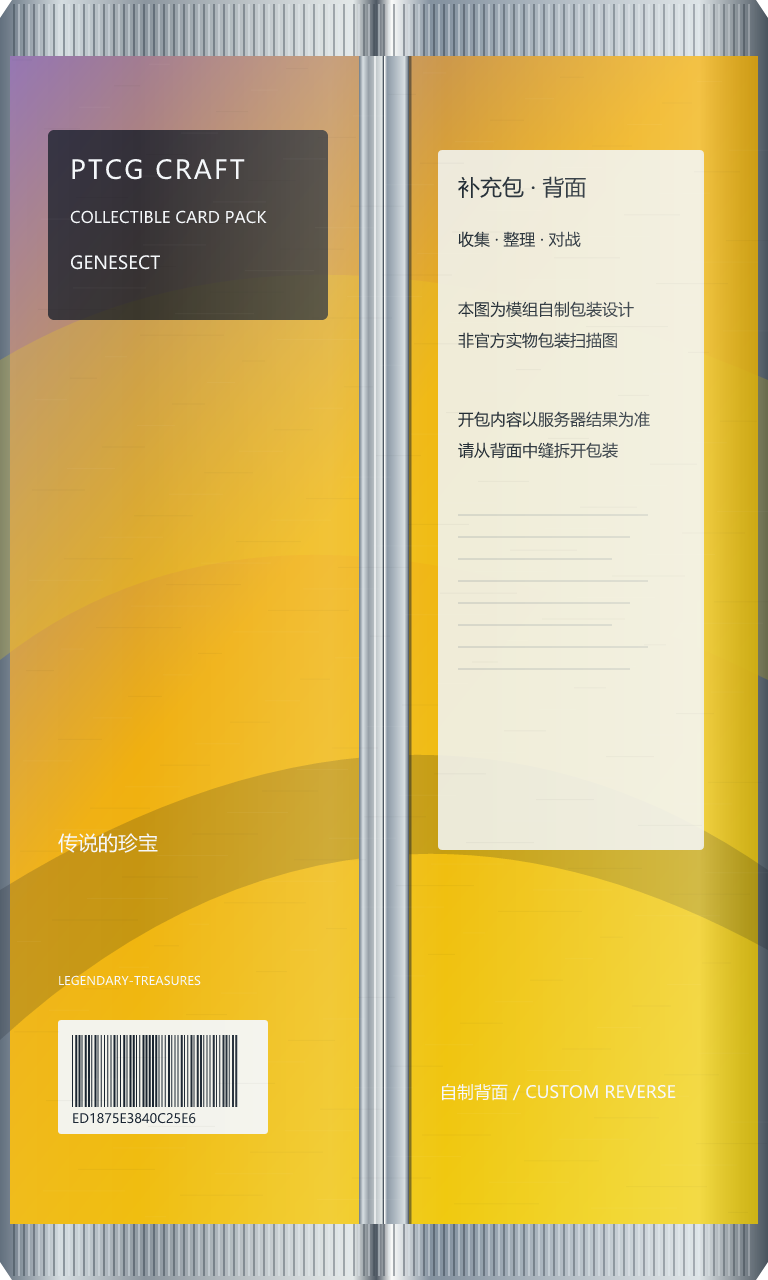 PTCG CRAFT
COLLECTIBLE CARD PACK
GENESECT
传说的珍宝
LEGENDARY-TREASURES
ED1875E3840C25E6
补充包 · 背面
收集 · 整理 · 对战
本图为模组自制包装设计
非官方实物包装扫描图
开包内容以服务器结果为准
请从背面中缝拆开包装
自制背面 / CUSTOM REVERSE